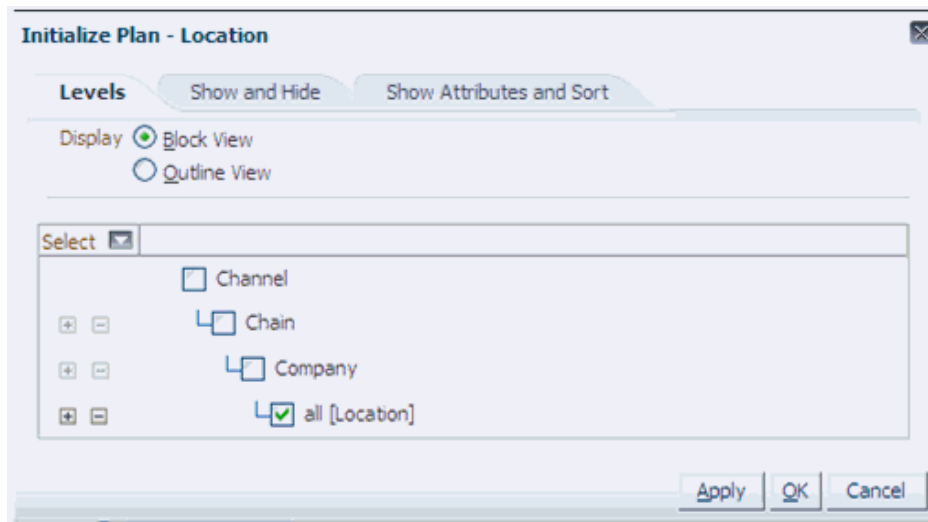 Initialize Plan - Location
Levels Show and Hide Show Attributes and Sort
Display Block View
Outline View
Select
Channel
Chain
Company
all [Location]
Apply OK Cancel